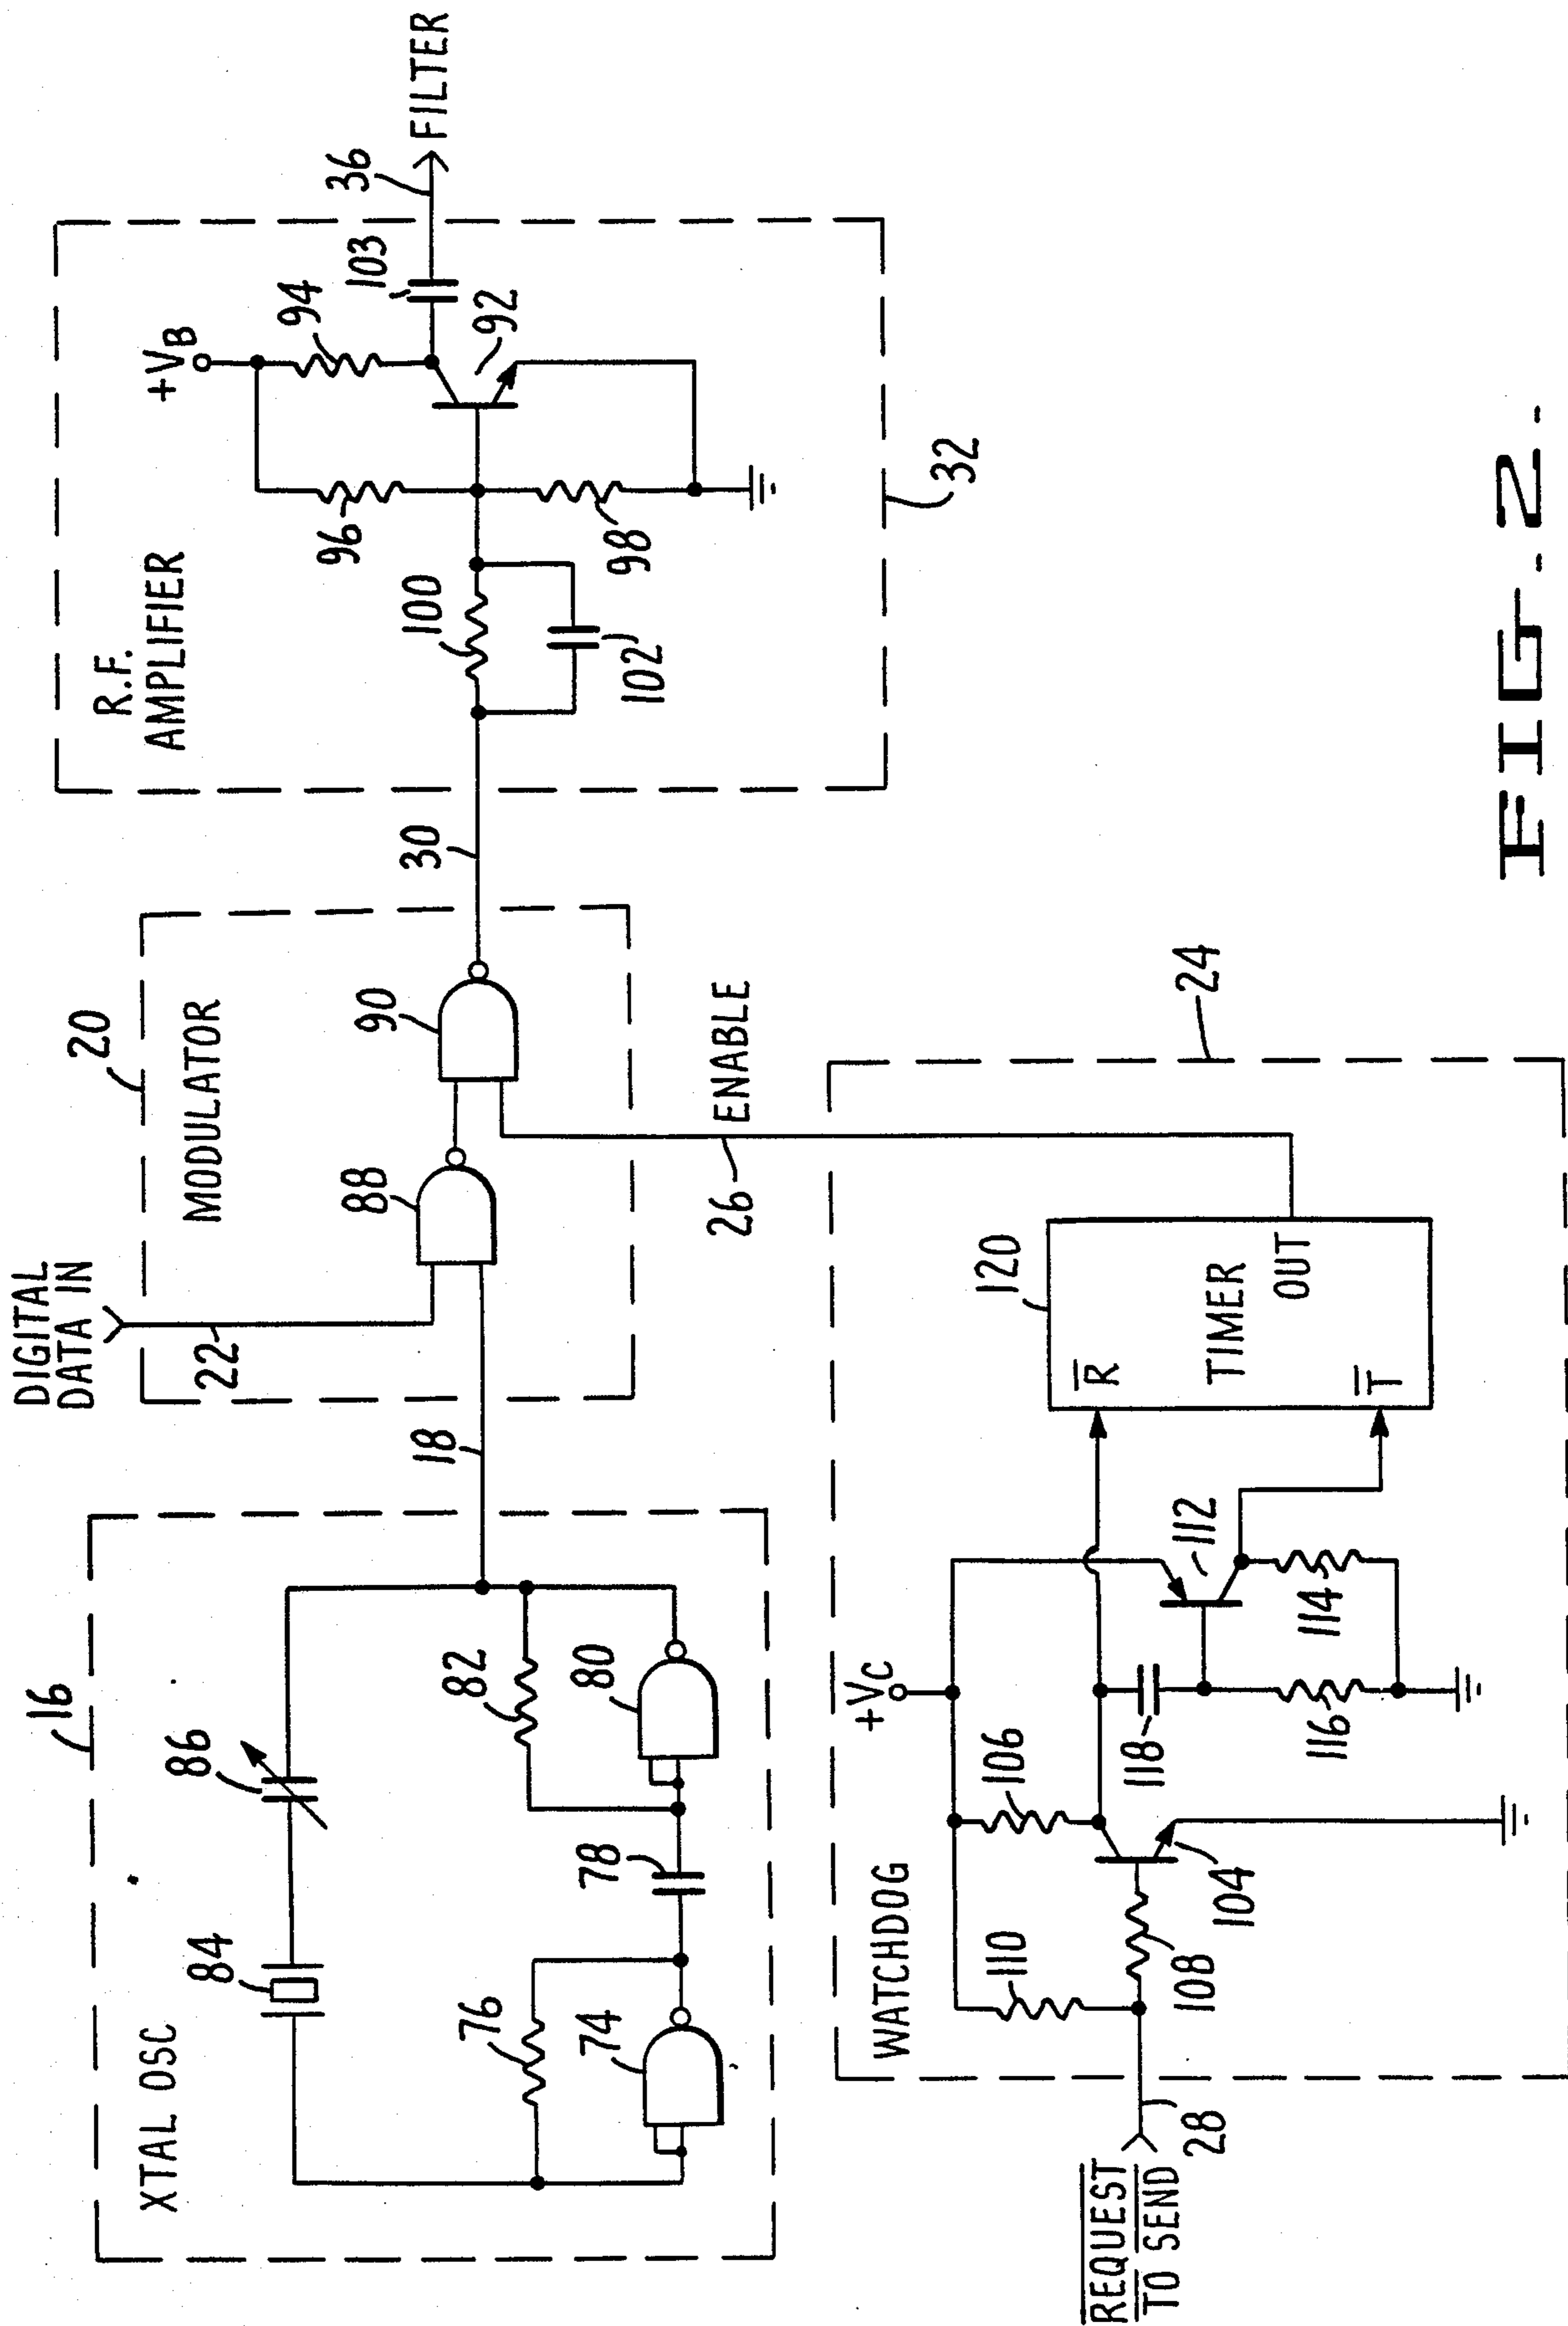 XTAL OSC
16
84
86
76
74
78
82
80
18
DIGITAL
DATA IN
22
20
MODULATOR
88
90
30
26
ENABLE
R.F.
AMPLIFIER
+VB
94
96
98
100
102
103
92
36
FILTER
32
REQUEST
TO SEND
28
WATCHDOG
24
+VC
110
108
106
104
118
116
112
114
120
R
TIMER
T
OUT
FIG. 2.